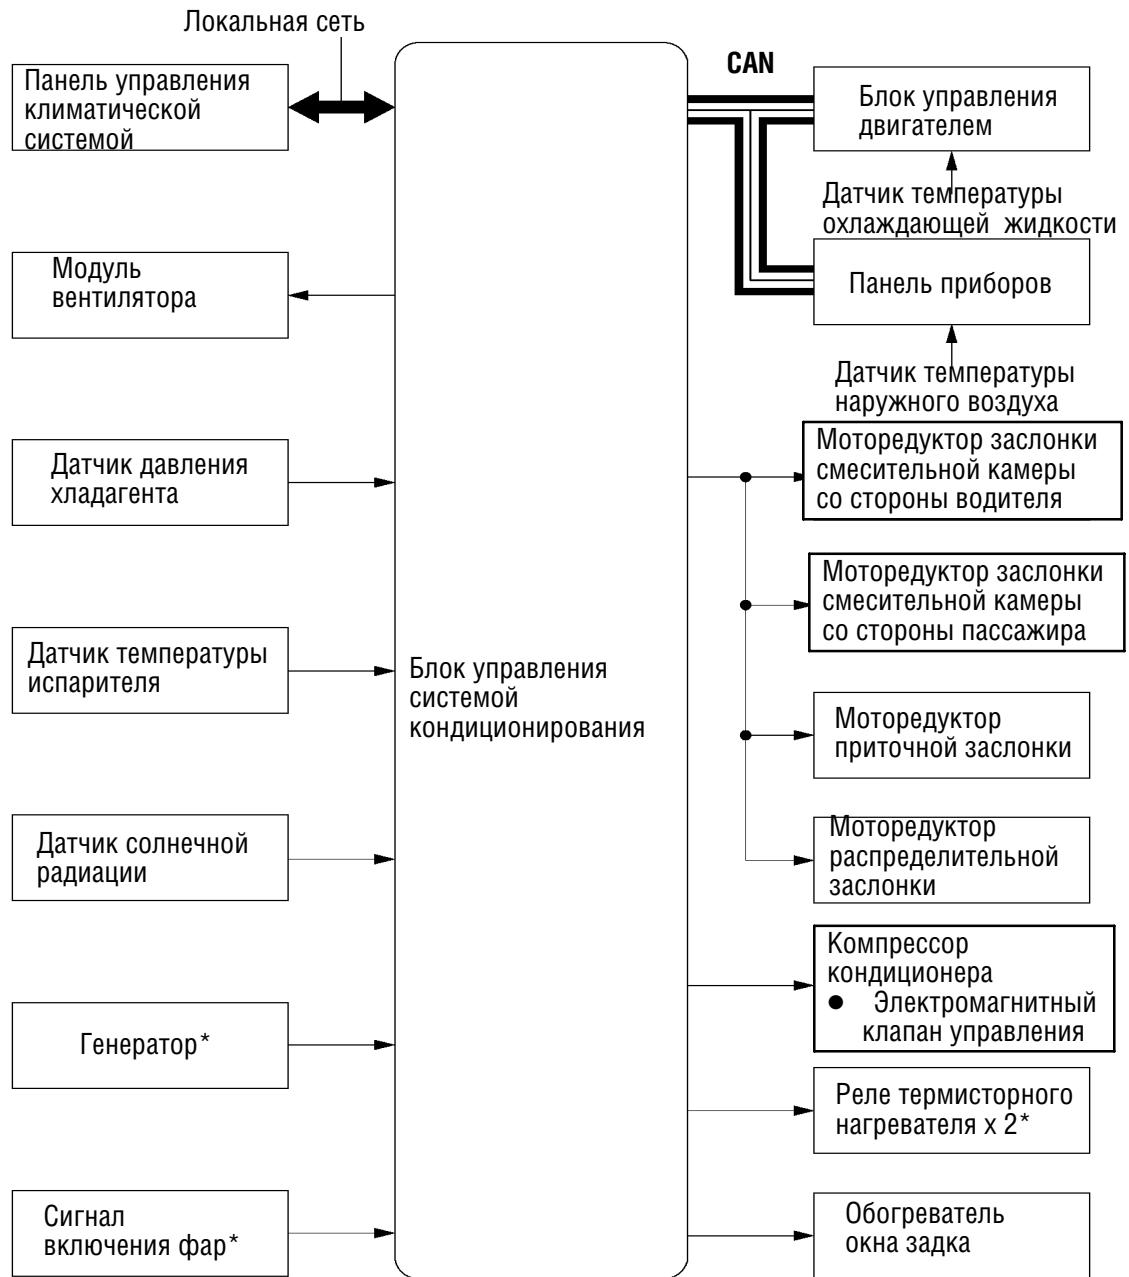 Локальная сеть
Панель управления
климатической
системой
Модуль
вентилятора
Датчик давления
хладагента
Датчик температуры
испарителя
Датчик солнечной
радиации
Генератор*
Сигнал
включения фар*
Блок управления
системой
кондиционирования
CAN
Блок управления
двигателем
Датчик температуры
охлаждающей жидкости
Панель приборов
Датчик температуры
наружного воздуха
Моторедуктор заслонки
смесительной камеры
со стороны водителя
Моторедуктор заслонки
смесительной камеры
со стороны пассажира
Моторедуктор
приточной заслонки
Моторедуктор
распределительной
заслонки
Компрессор
кондиционера
● Электромагнитный
клапан управления
Реле термисторного
нагревателя x 2*
Обогреватель
окна задка